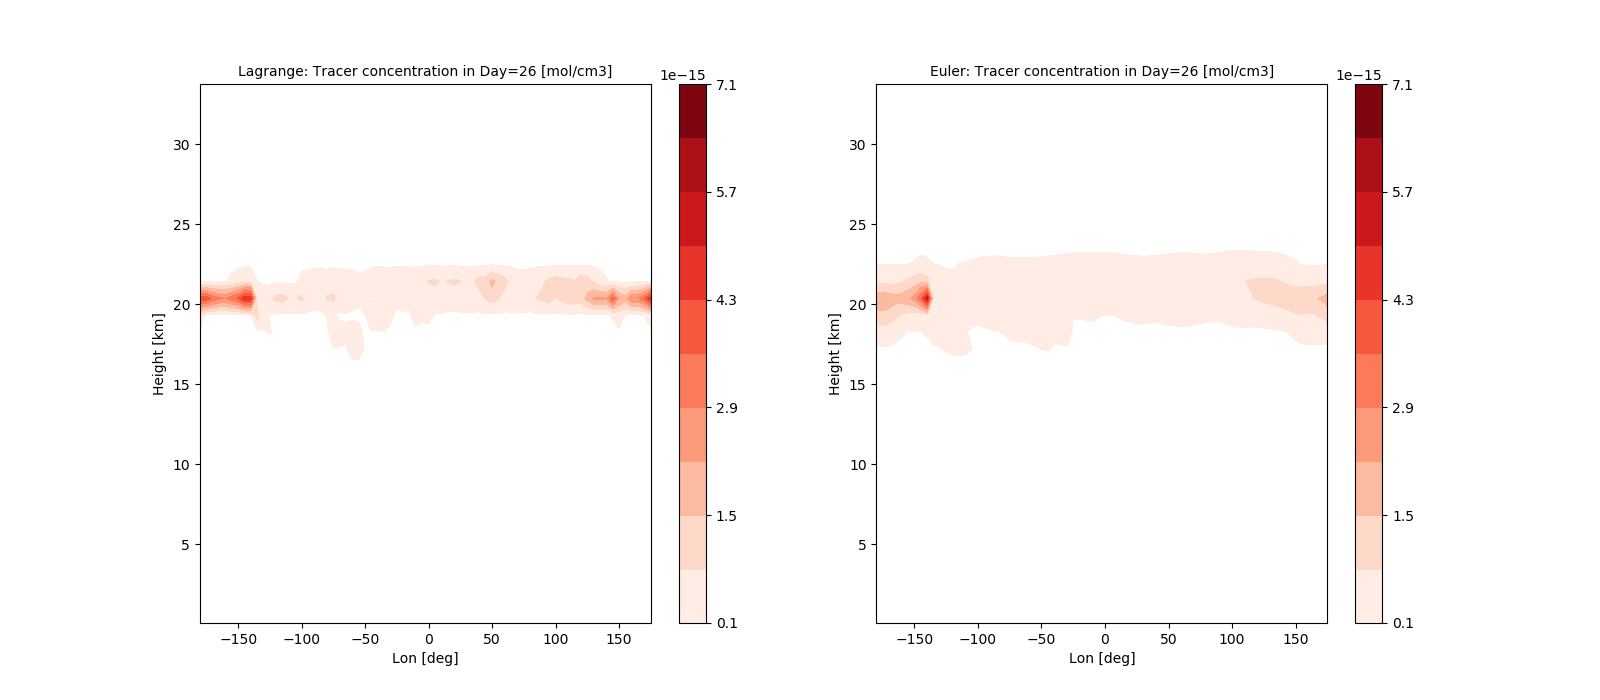 Lagrange: Tracer concentration in Day=26 [mol/cm3]
1e−15
7.1
5.7
4.3
2.9
1.5
0.1
30
25
20
15
10
5
Height [km]
−150 −100 −50 0 50 100 150
Lon [deg]
Euler: Tracer concentration in Day=26 [mol/cm3]
1e−15
7.1
5.7
4.3
2.9
1.5
0.1
30
25
20
15
10
5
Height [km]
−150 −100 −50 0 50 100 150
Lon [deg]